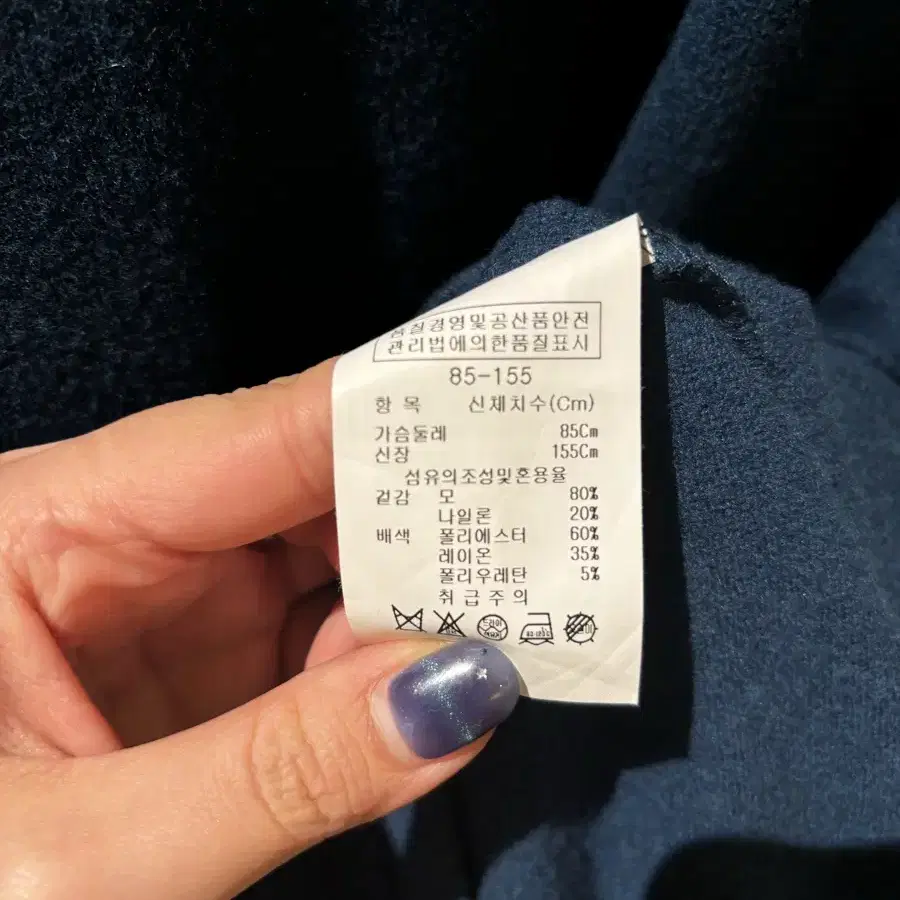 품질경영및공산품안전
관리법에의한품질표시
85-155
항 목 신체치수(Cm)
가슴둘레 85Cm
신장 155Cm
섬유의조성및혼용율
겉감 모 80%
나일론 20%
배색 폴리에스터 60%
레이온 35%
폴리우레탄 5%
취급주의
드라이